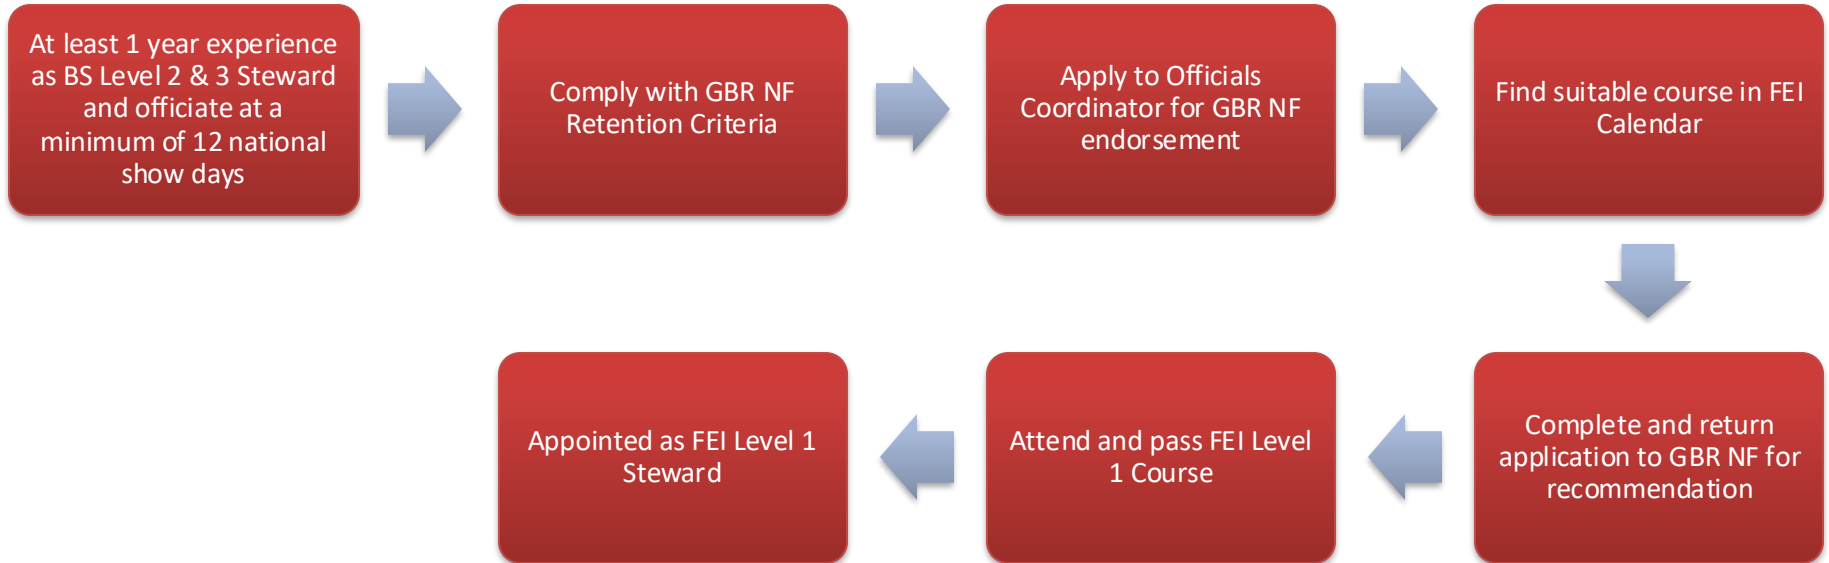 At least 1 year experience
as BS Level 2 & 3 Steward
and officiate at a
minimum of 12 national
show days
Comply with GBR NF
Retention Criteria
Apply to Officials
Coordinator for GBR NF
endorsement
Find suitable course in FEI
Calendar
Complete and return
application to GBR NF for
recommendation
Attend and pass FEI Level
1 Course
Appointed as FEI Level 1
Steward